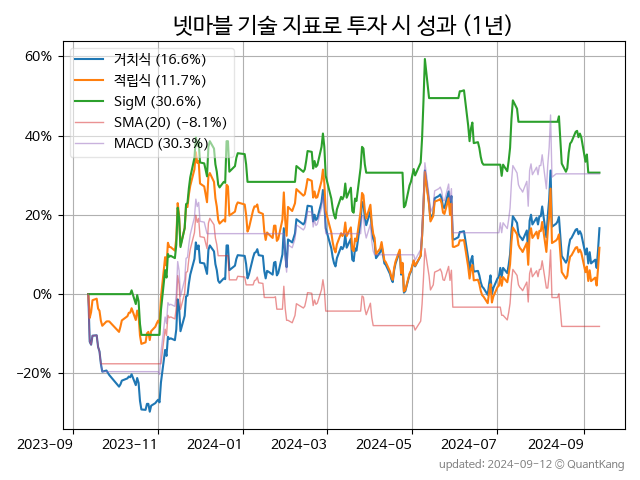 넷마블 기술 지표로 투자 시 성과 (1년)
60%
40%
20%
0%
−20%
거치식 (16.6%)
적립식 (11.7%)
SigM (30.6%)
SMA(20) (−8.1%)
MACD (30.3%)
2023-09 2023-11 2024-01 2024-03 2024-05 2024-07 2024-09
updated: 2024-09-12 © QuantKang